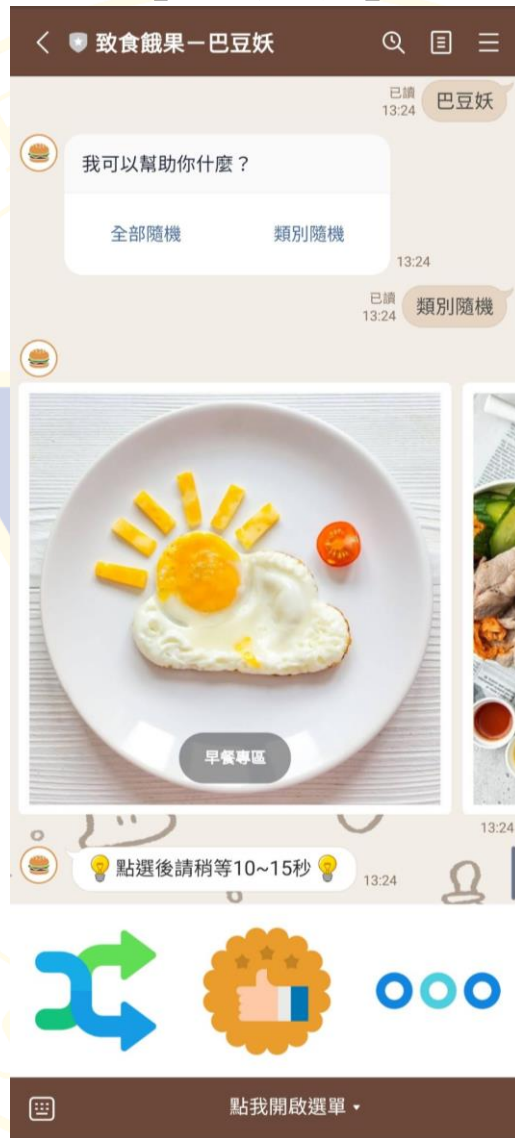 致食餓果－巴豆妖
已讀
13:24
巴豆妖
我可以幫助你什麼？
全部隨機 類別隨機
13:24
已讀
13:24
類別隨機
早餐專區
13:24
點選後請稍等10~15秒
13:24
點我開啟選單